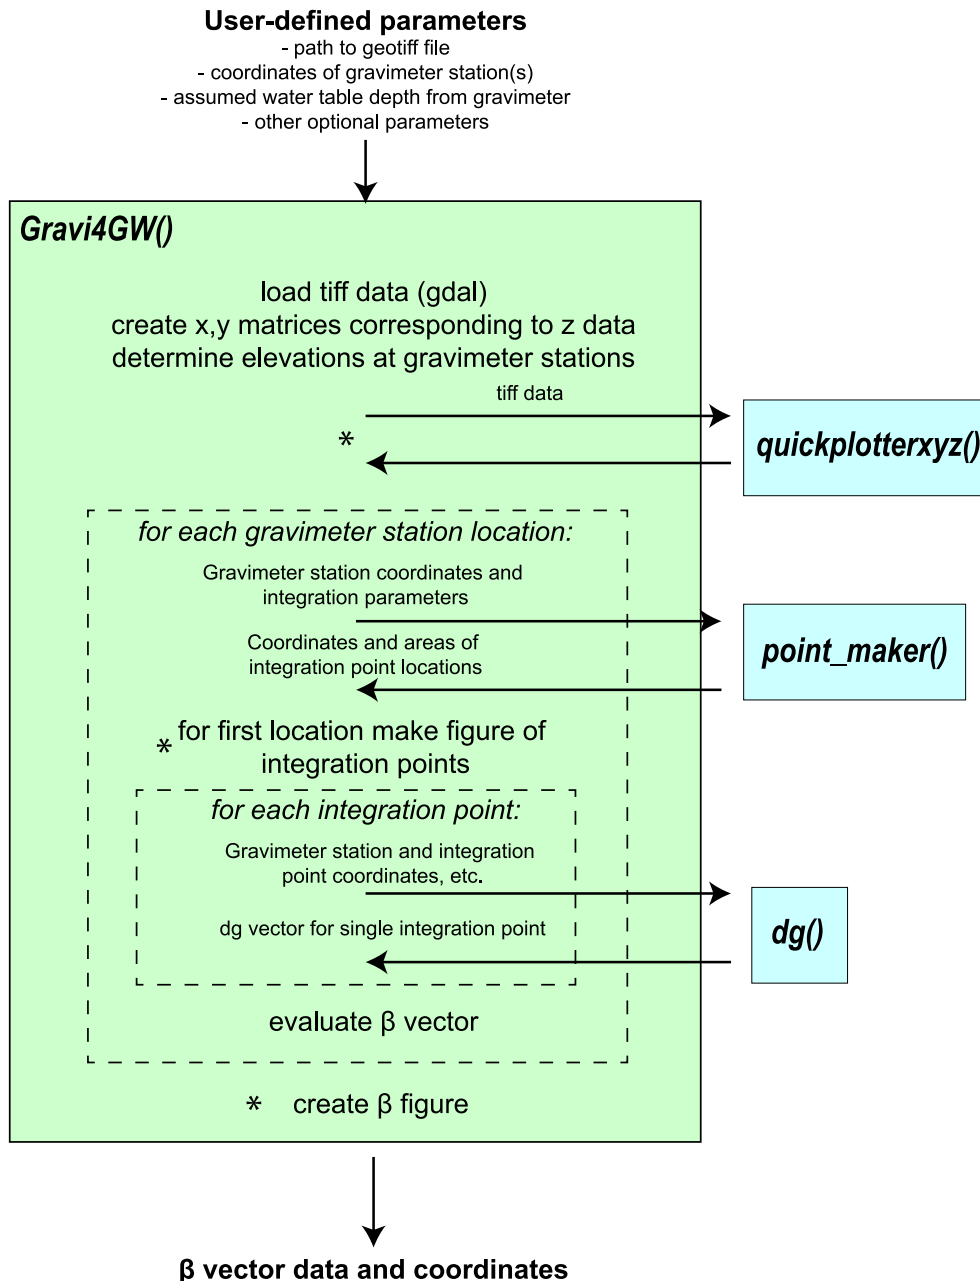 User-defined parameters
- path to geotiff file
- coordinates of gravimeter station(s)
- assumed water table depth from gravimeter
- other optional parameters
Gravi4GW()
load tiff data (gdal)
create x,y matrices corresponding to z data
determine elevations at gravimeter stations
tiff data
*
quickplotterxyz()
for each gravimeter station location:
Gravimeter station coordinates and
integration parameters
Coordinates and areas of
integration point locations
point_maker()
* for first location make figure of
integration points
for each integration point:
Gravimeter station and integration
point coordinates, etc.
dg vector for single integration point
dg()
evaluate β vector
* create β figure
β vector data and coordinates